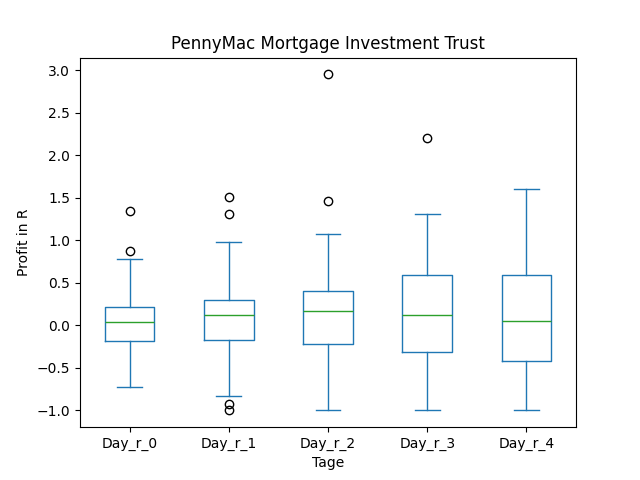 PennyMac Mortgage Investment Trust
Profit in R
3.0
2.5
2.0
1.5
1.0
0.5
0.0
−0.5
−1.0
Day_r_0 Day_r_1 Day_r_2 Day_r_3 Day_r_4
Tage